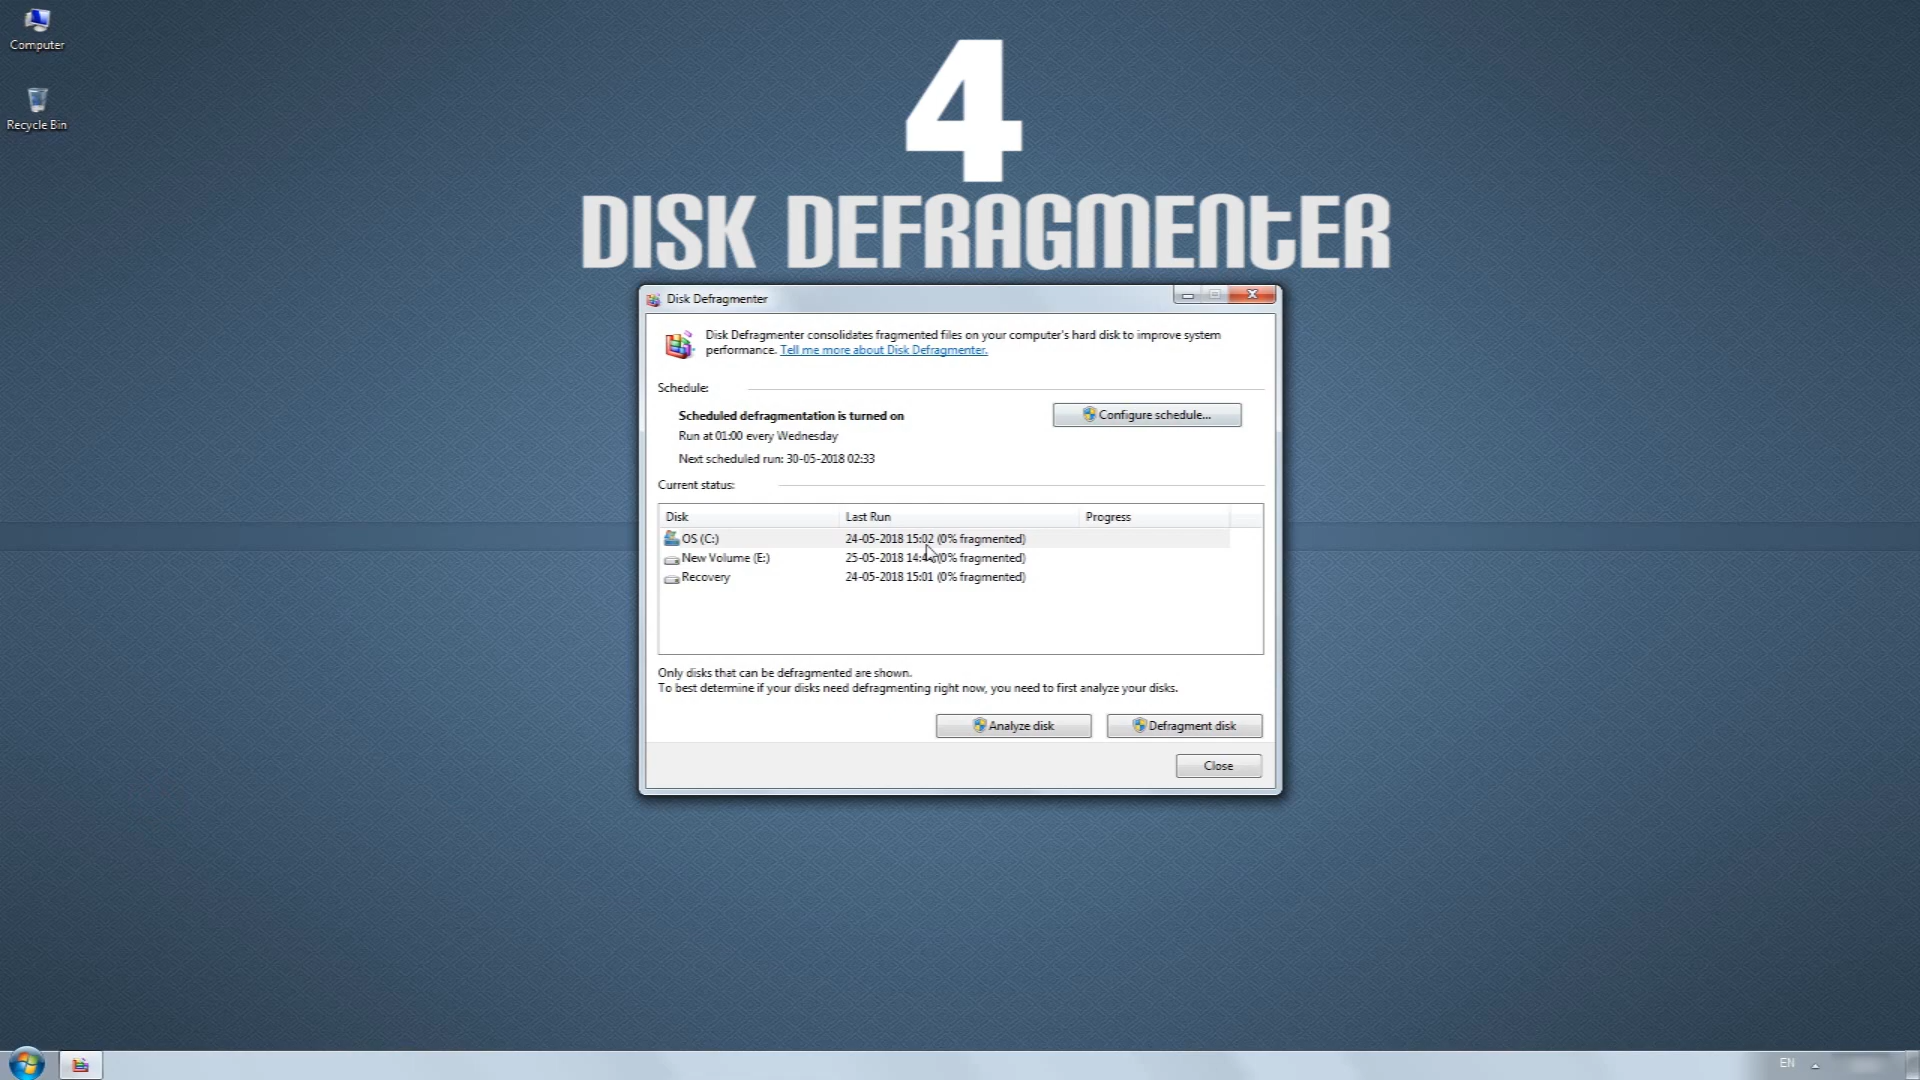 Computer
Recycle Bin
4
DISK DEFRAGMENTER
Disk Defragmenter
Disk Defragmenter consolidates fragmented files on your computer's hard disk to improve system
performance. Tell me more about Disk Defragmenter.
Schedule:
Scheduled defragmentation is turned on
Configure schedule...
Run at 01:00 every Wednesday
Next scheduled run: 30-05-2018 02:33
Current status:
Disk Last Run Progress
OS (C:) 24-05-2018 15:02 (0% fragmented)
New Volume (E:) 25-05-2018 (0% fragmented)
Recovery 24-05-2018 15:01 (0% fragmented)
Only disks that can be defragmented are shown.
To best determine if your disks need defragmenting right now, you need to first analyze your disks.
Analyze disk Defragment disk
Close
EN